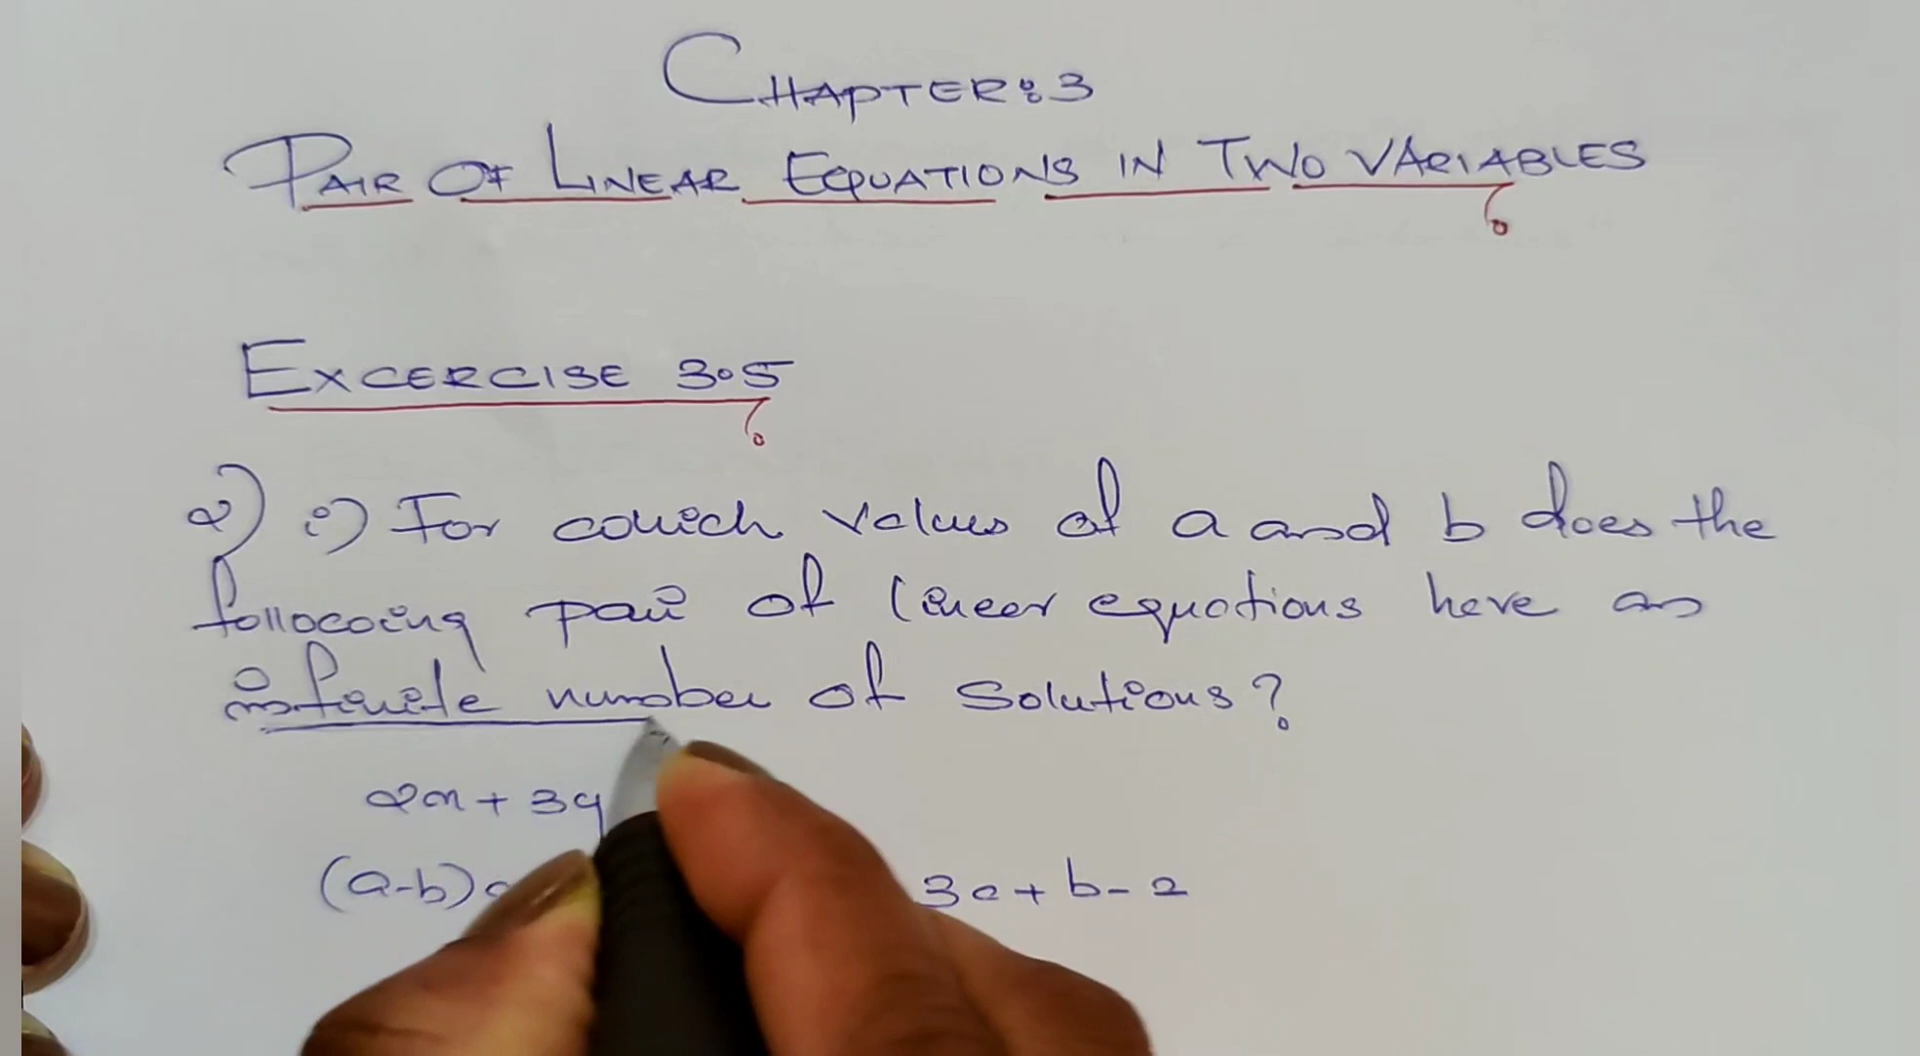 CHAPTER: 3
PAIR OF LINEAR EQUATIONS IN TWO VARIABLES
EXCERCISE 3.5
2) i) For which values of a and b does the
following pair of linear equations have an
infinite number of solutions?
2x + 3y
(a-b)x 3a + b - 2